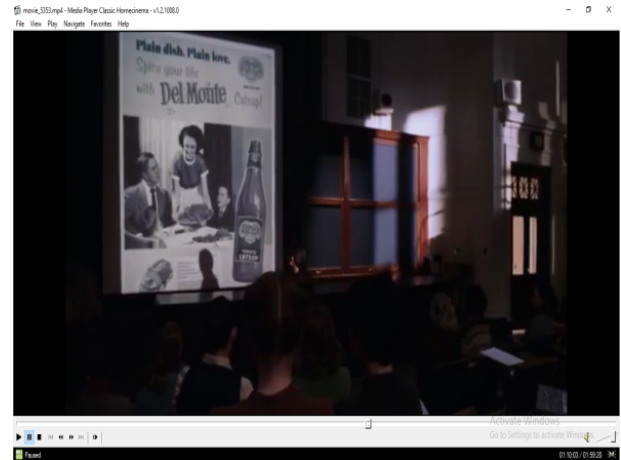 movie_5353.mp4 - Media Player Classic Homecinema - v1.2.1008.0
File View Play Navigate Favorites Help
Plain dish. Plain love.
Spice your life
with Del Monte Catsup!
CATSUP
Activate Windows
Go to Settings to activate Windows.
Paused
01:10:03 / 01:59:20